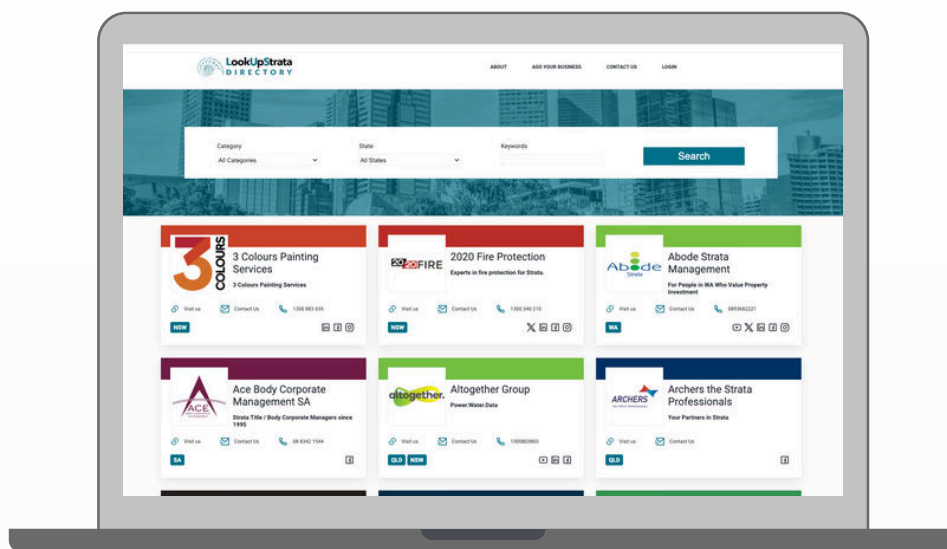 LookUpStrata
DIRECTORY
ABOUT
ADD YOUR BUSINESS
CONTACT US
LOGIN
Category
State
Keywords
All Categories
All States
Search
3 COLOURS
3 Colours Painting
Services
3 Colours Painting Services
Visit us
Contact Us
1300 883 635
NSW
2020 FIRE
2020 Fire Protection
Experts in fire protection for Strata.
Visit us
Contact Us
1300 340 210
NSW
Abode
Strata
Abode Strata
Management
For People in WA Who Value Property
Investment
Visit us
Contact Us
0893682221
WA
ACE
Ace Body Corporate
Management SA
Strata Title / Body Corporate Managers since
1995
Visit us
Contact Us
08 8342 1544
SA
altogether.
Altogether Group
Power.Water.Data
Visit us
Contact Us
1300803803
QLD
NSW
ARCHERS
Archers the Strata
Professionals
Your Partners in Strata
Visit us
Contact Us
QLD